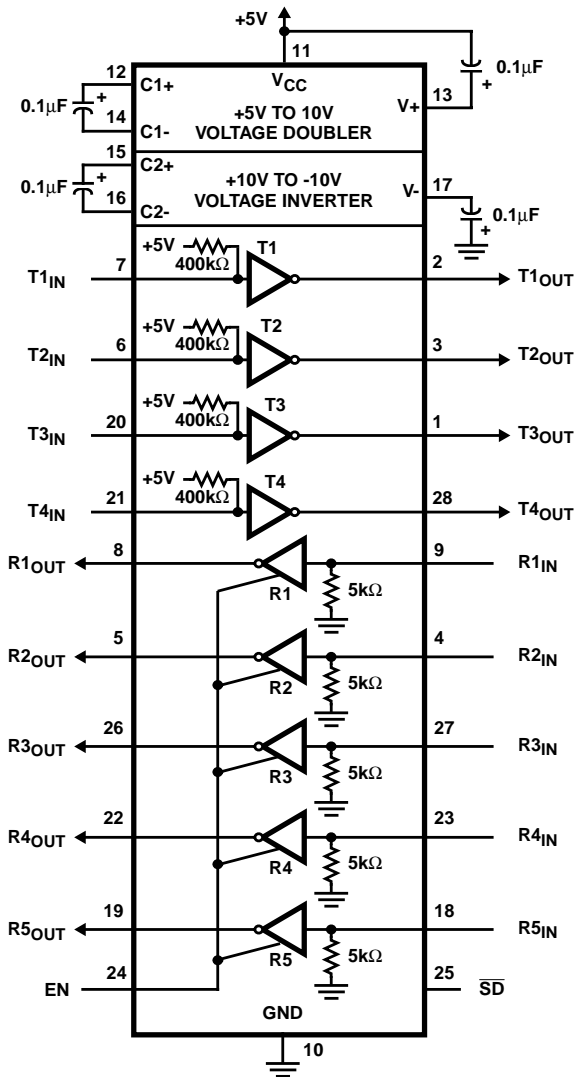 +5V
11
12
C1+
VCC
0.1μF
0.1μF
+
+
+5V TO 10V
VOLTAGE DOUBLER
V+
13
14
C1-
15
C2+
0.1μF
+
+10V TO -10V
VOLTAGE INVERTER
V-
17
16
C2-
0.1μF
+
+5V
400kΩ
T1
T1IN
7
2
T1OUT
+5V
400kΩ
T2
T2IN
6
3
T2OUT
+5V
400kΩ
T3
T3IN
20
1
T3OUT
+5V
400kΩ
T4
T4IN
21
28
T4OUT
R1OUT
8
9
R1IN
R1
5kΩ
R2OUT
5
4
R2IN
R2
5kΩ
R3OUT
26
27
R3IN
R3
5kΩ
R4OUT
22
23
R4IN
R4
5kΩ
R5OUT
19
18
R5IN
R5
5kΩ
EN
24
25
SD
GND
10